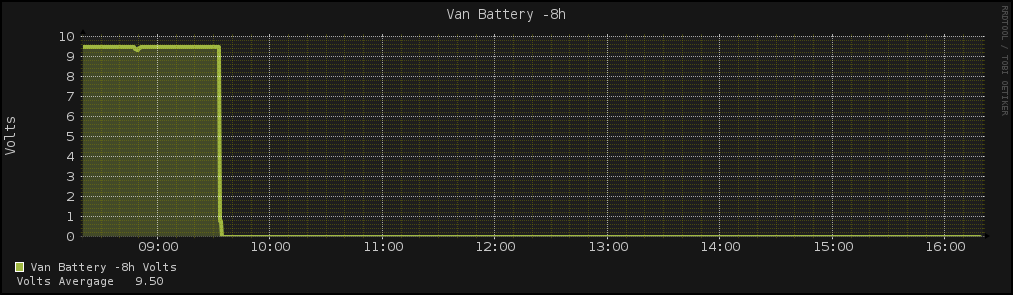 Van Battery -8h
RRDTOOL / TOBI OETIKER
Volts
10
9
8
7
6
5
4
3
2
1
0
09:00 10:00 11:00 12:00 13:00 14:00 15:00 16:00
Van Battery -8h Volts
Volts Avergage 9.50